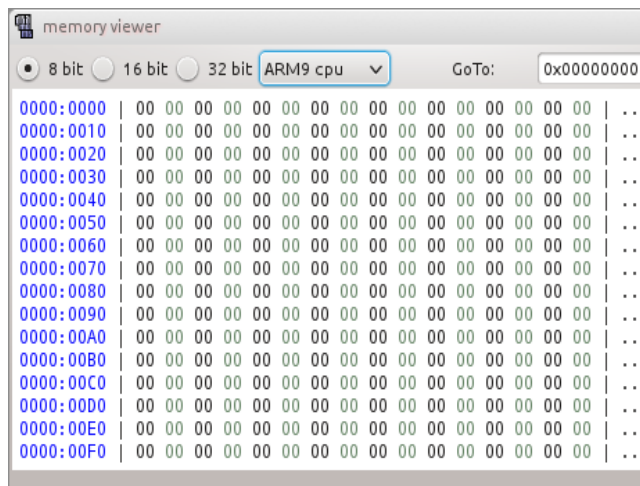 memory viewer
8 bit 16 bit 32 bit ARM9 cpu GoTo: 0x00000000
0000:0000 | 00 00 00 00 00 00 00 00 00 00 00 00 00 00 00 00 | ..
0000:0010 | 00 00 00 00 00 00 00 00 00 00 00 00 00 00 00 00 | ..
0000:0020 | 00 00 00 00 00 00 00 00 00 00 00 00 00 00 00 00 | ..
0000:0030 | 00 00 00 00 00 00 00 00 00 00 00 00 00 00 00 00 | ..
0000:0040 | 00 00 00 00 00 00 00 00 00 00 00 00 00 00 00 00 | ..
0000:0050 | 00 00 00 00 00 00 00 00 00 00 00 00 00 00 00 00 | ..
0000:0060 | 00 00 00 00 00 00 00 00 00 00 00 00 00 00 00 00 | ..
0000:0070 | 00 00 00 00 00 00 00 00 00 00 00 00 00 00 00 00 | ..
0000:0080 | 00 00 00 00 00 00 00 00 00 00 00 00 00 00 00 00 | ..
0000:0090 | 00 00 00 00 00 00 00 00 00 00 00 00 00 00 00 00 | ..
0000:00A0 | 00 00 00 00 00 00 00 00 00 00 00 00 00 00 00 00 | ..
0000:00B0 | 00 00 00 00 00 00 00 00 00 00 00 00 00 00 00 00 | ..
0000:00C0 | 00 00 00 00 00 00 00 00 00 00 00 00 00 00 00 00 | ..
0000:00D0 | 00 00 00 00 00 00 00 00 00 00 00 00 00 00 00 00 | ..
0000:00E0 | 00 00 00 00 00 00 00 00 00 00 00 00 00 00 00 00 | ..
0000:00F0 | 00 00 00 00 00 00 00 00 00 00 00 00 00 00 00 00 | ..